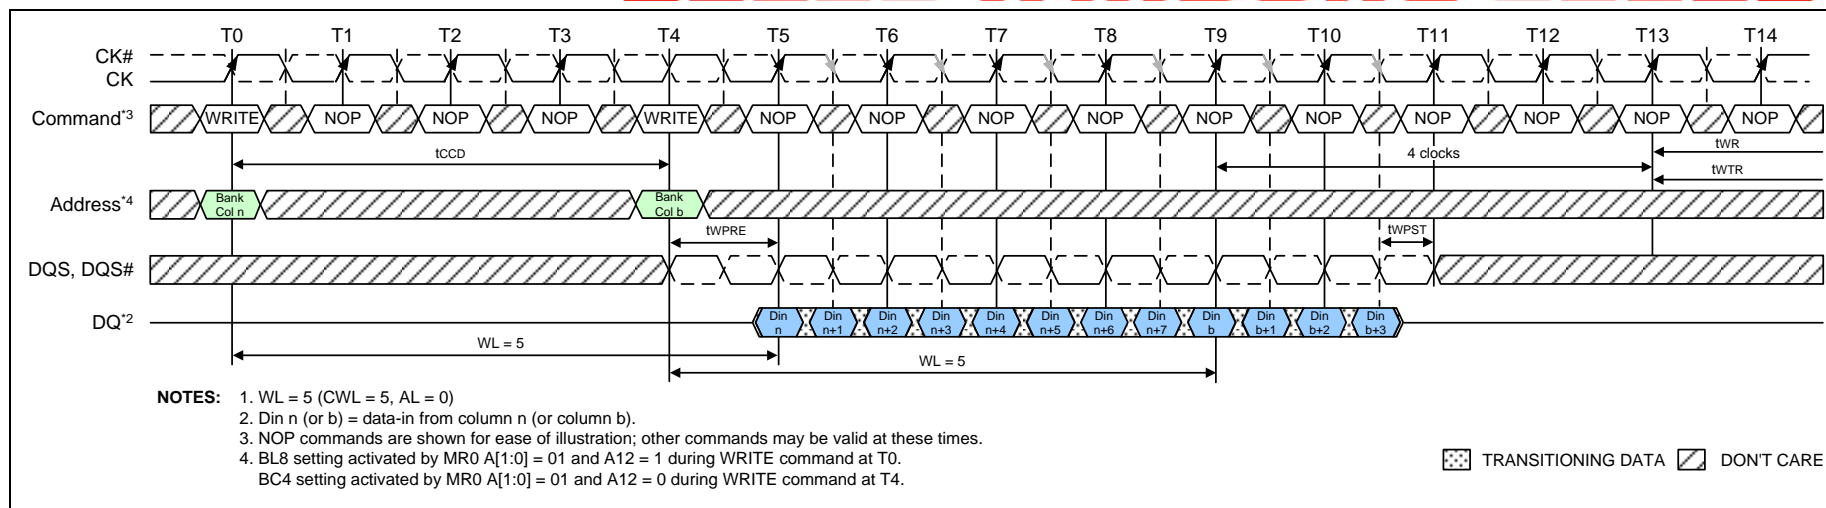 T0 T1 T2 T3 T4 T5 T6 T7 T8 T9 T10 T11 T12 T13 T14
CK#
CK
Command*3 WRITE NOP NOP NOP WRITE NOP NOP NOP NOP NOP NOP NOP NOP NOP NOP
tCCD 4 clocks tWR
tWTR
Address*4 Bank Col n Bank Col b
tWPRE tWPST
DQS, DQS#
DQ*2 Din n Din n+1 Din n+2 Din n+3 Din n+4 Din n+5 Din n+6 Din n+7 Din b Din b+1 Din b+2 Din b+3
WL = 5
WL = 5
NOTES: 1. WL = 5 (CWL = 5, AL = 0)
2. Din n (or b) = data-in from column n (or column b).
3. NOP commands are shown for ease of illustration; other commands may be valid at these times.
4. BL8 setting activated by MR0 A[1:0] = 01 and A12 = 1 during WRITE command at T0.
BC4 setting activated by MR0 A[1:0] = 01 and A12 = 0 during WRITE command at T4.
TRANSITIONING DATA DON'T CARE